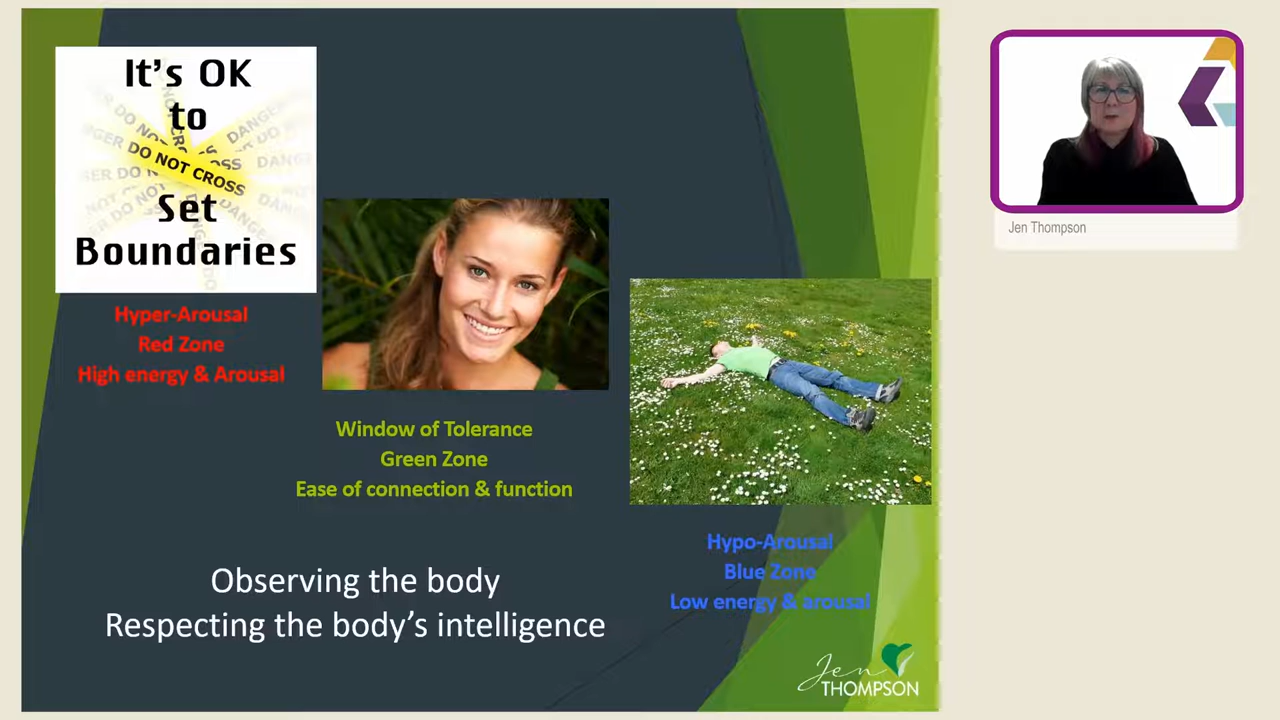 It's OK
to
DO NOT CROSS
Set
Boundaries
Hyper-Arousal
Red Zone
High energy & Arousal
Window of Tolerance
Green Zone
Ease of connection & function
Hypo-Arousal
Blue Zone
Low energy & arousal
Observing the body
Respecting the body's intelligence
Jen
THOMPSON
Jen Thompson